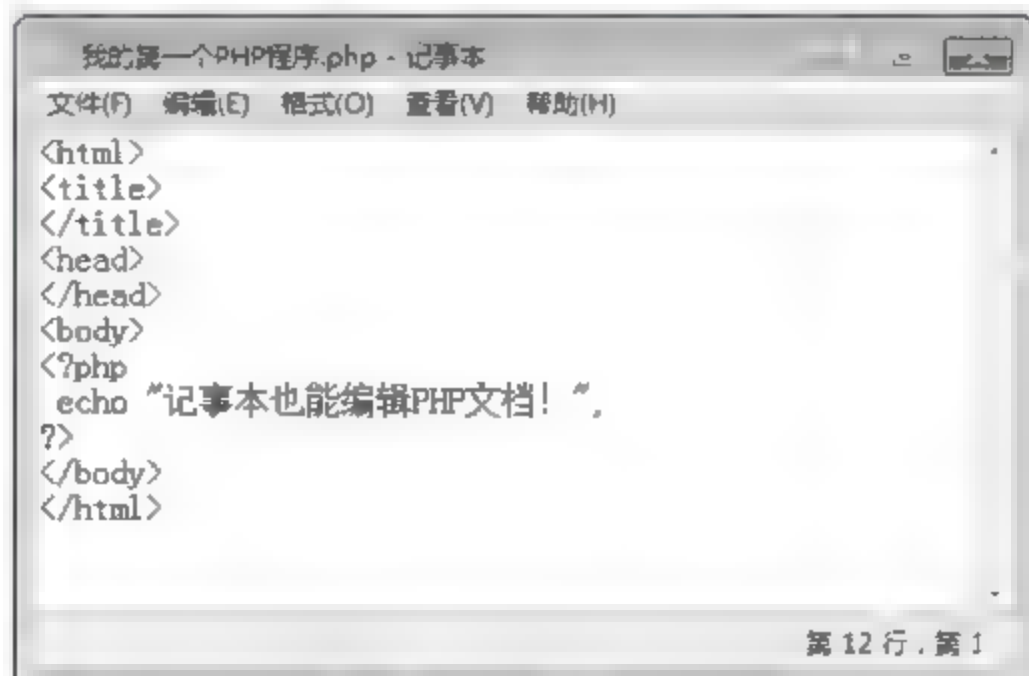 我的第一个PHP程序.php - 记事本
文件(F) 编辑(E) 格式(O) 查看(V) 帮助(H)
<html>
<title>
</title>
<head>
</head>
<body>
<?php
echo "记事本也能编辑PHP文档！";
?>
</body>
</html>
第 12 行，第 1